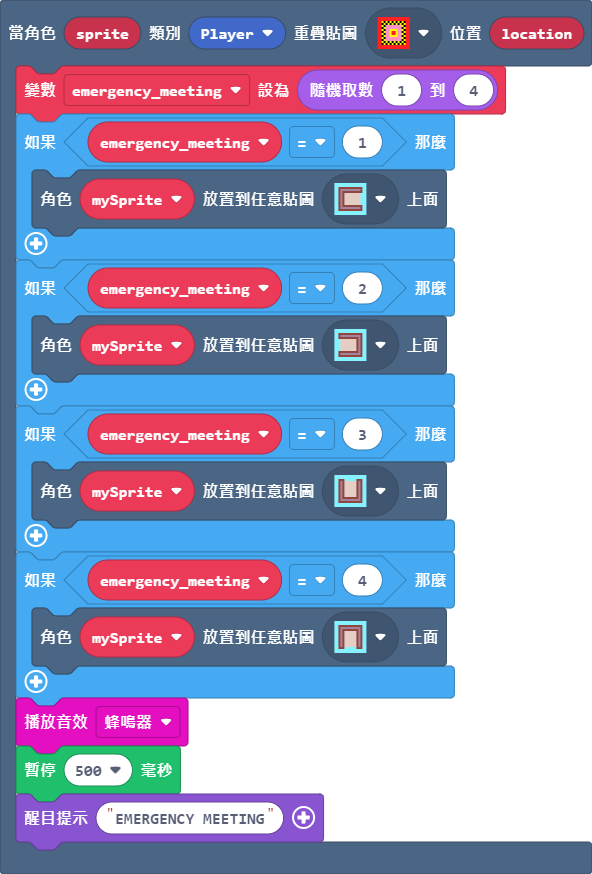 當角色 sprite 類別 Player 重疊貼圖 位置 location
變數 emergency_meeting 設為 隨機取數 1 到 4
如果 emergency_meeting = 1 那麼
角色 mySprite 放置到任意貼圖 上面
如果 emergency_meeting = 2 那麼
角色 mySprite 放置到任意貼圖 上面
如果 emergency_meeting = 3 那麼
角色 mySprite 放置到任意貼圖 上面
如果 emergency_meeting = 4 那麼
角色 mySprite 放置到任意貼圖 上面
播放音效 蜂鳴器
暫停 500 毫秒
醒目提示 "EMERGENCY MEETING"